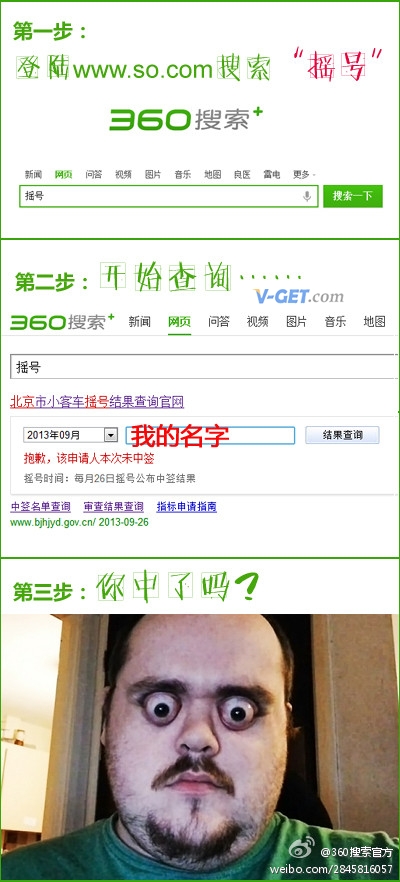 第一步：
登陆www.so.com搜索“摇号”
360搜索+
新闻 网页 问答 视频 图片 音乐 地图 良医 雷电 更多
摇号 搜索一下
第二步：开始查询……
V-GET.com
360搜索+ 新闻 网页 问答 视频 图片 音乐 地图
摇号
北京市小客车摇号结果查询官网
2013年09月 我的名字 结果查询
抱歉，该申请人本次未中签
摇号时间：每月26日摇号公布中签结果
中签名单查询 审查结果查询 指标申请指南
www.bjhjyd.gov.cn/ 2013-09-26
第三步：你中了吗?
@360搜索官方
weibo.com/2845816057